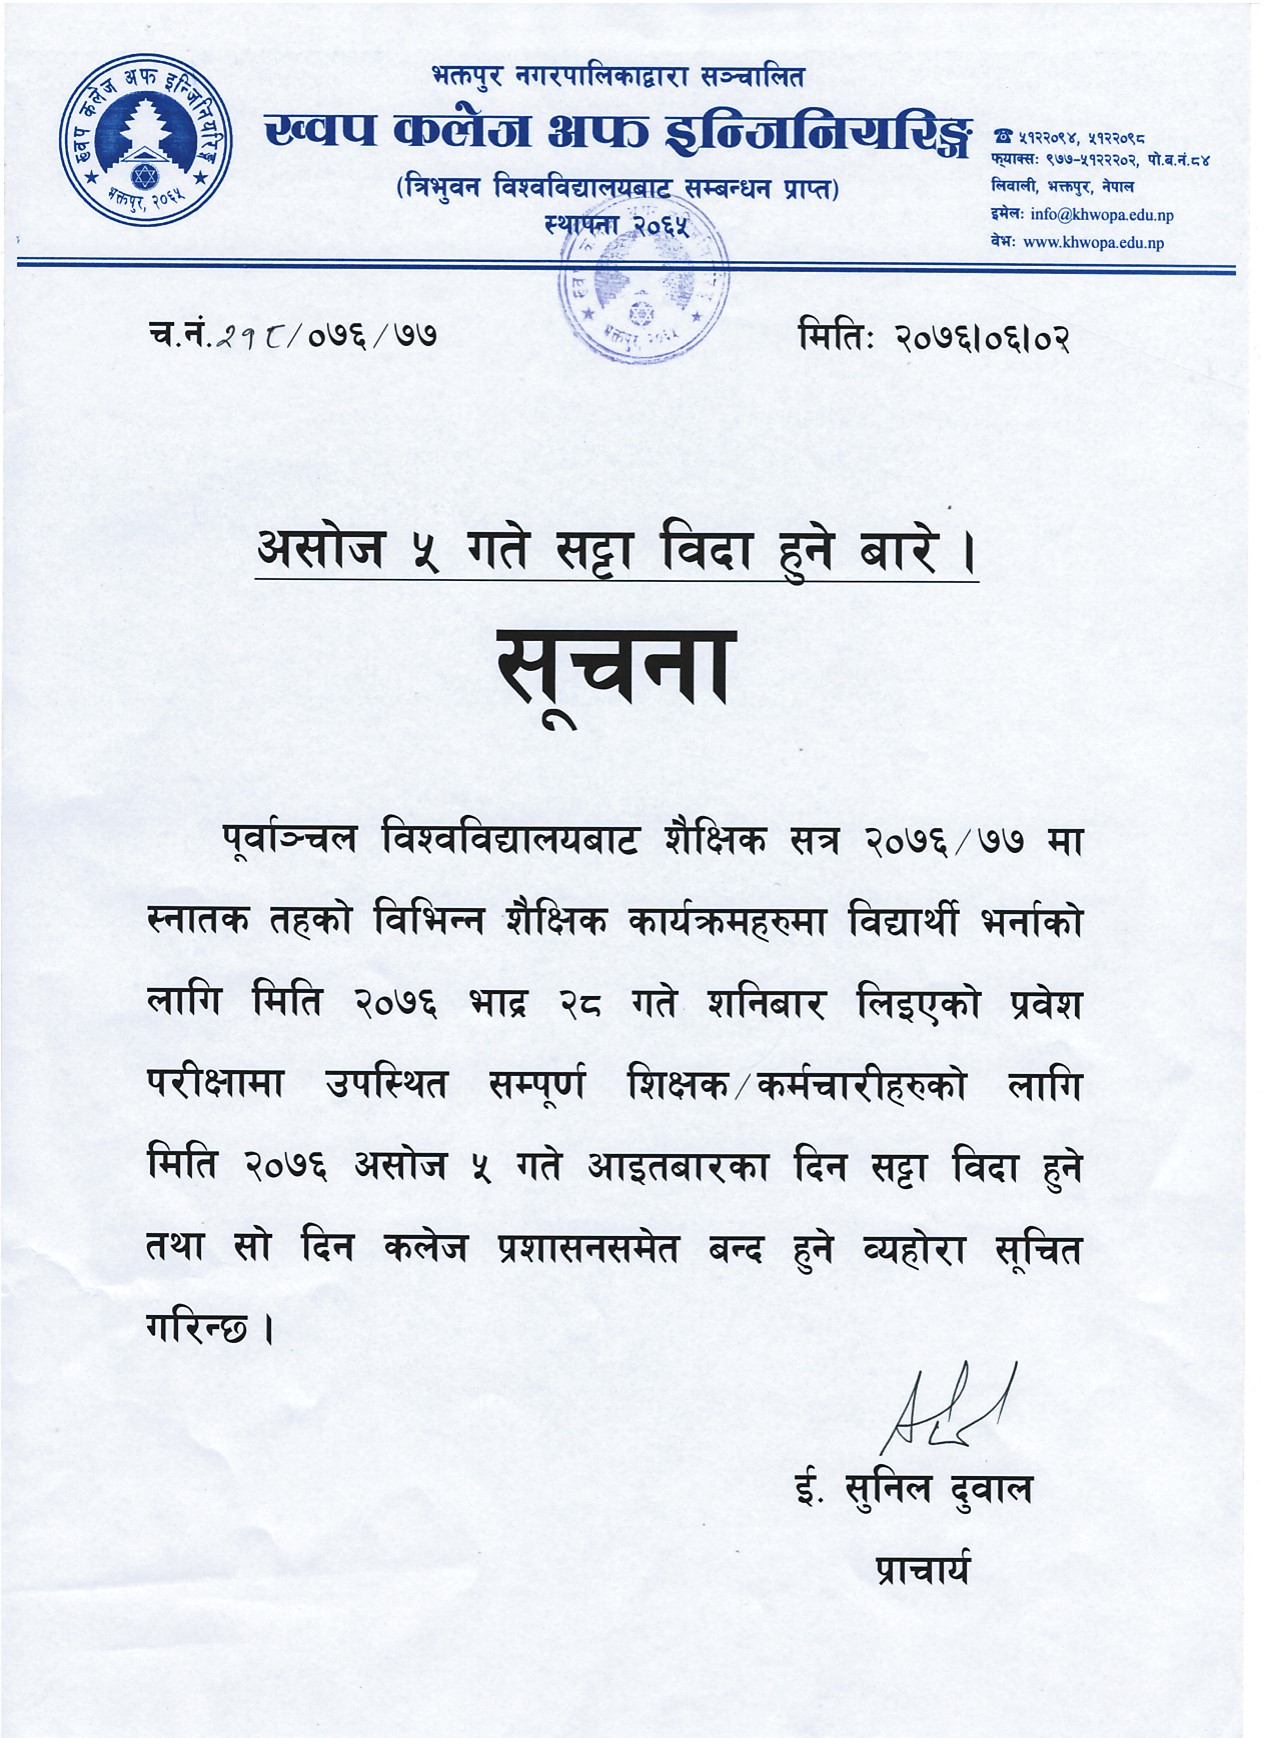 भक्तपुर नगरपालिकाद्वारा सञ्चालित
ख्वप कलेज अफ इन्जिनियरिङ्ग
(त्रिभुवन विश्वविद्यालयबाट सम्बन्धन प्राप्त)
स्थापना २०६५
☎ ५१२२०९४, ५१२२०९८
फ्याक्सः ९७७-५१२२२०२, पो.ब.नं.८४
लिवाली, भक्तपुर, नेपाल
इमेलः info@khwopa.edu.np
वेभः www.khwopa.edu.np
ख्वप कलेज अफ इन्जिनियरिङ्ग
भक्तपुर, २०६५
च.नं.२१८/०७६/७७
मितिः २०७६।०६।०२
असोज ५ गते सट्टा विदा हुने बारे ।
सूचना
पूर्वाञ्चल विश्वविद्यालयबाट शैक्षिक सत्र २०७६/७७ मा
स्नातक तहको विभिन्न शैक्षिक कार्यक्रमहरुमा विद्यार्थी भर्नाको
लागि मिति २०७६ भाद्र २८ गते शनिबार लिइएको प्रवेश
परीक्षामा उपस्थित सम्पूर्ण शिक्षक/कर्मचारीहरुको लागि
मिति २०७६ असोज ५ गते आइतबारका दिन सट्टा विदा हुने
तथा सो दिन कलेज प्रशासनसमेत बन्द हुने व्यहोरा सूचित
गरिन्छ ।
ई. सुनिल दुवाल
प्राचार्य